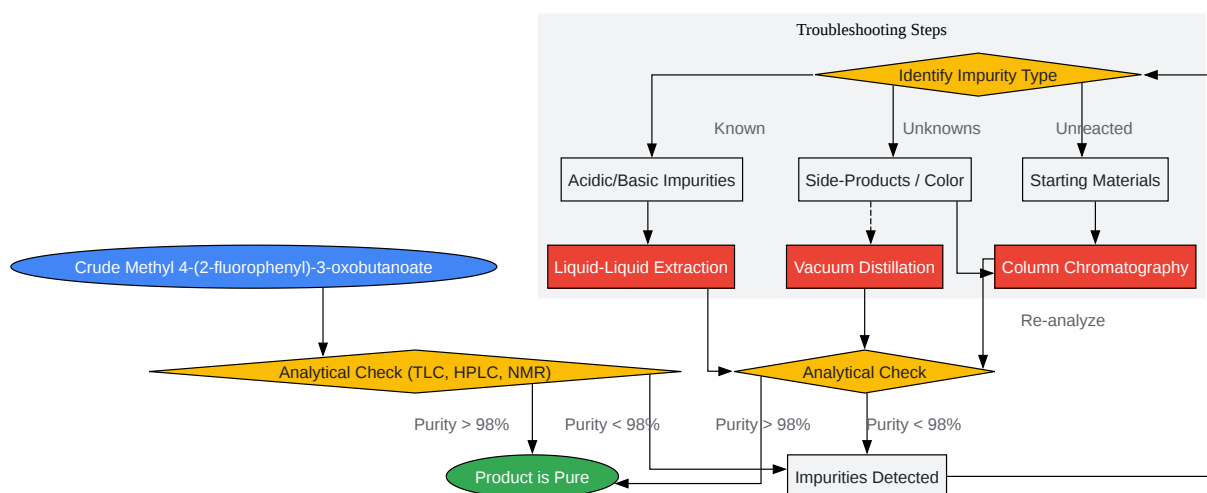 Troubleshooting Steps
Identify Impurity Type
Known
Unknowns
Unreacted
Acidic/Basic Impurities
Side-Products / Color
Starting Materials
Crude Methyl 4-(2-fluorophenyl)-3-oxobutanoate
Liquid-Liquid Extraction
Vacuum Distillation
Column Chromatography
Re-analyze
Analytical Check (TLC, HPLC, NMR)
Analytical Check
Purity > 98%
Purity < 98%
Purity > 98%
Purity < 98%
Product is Pure
Impurities Detected